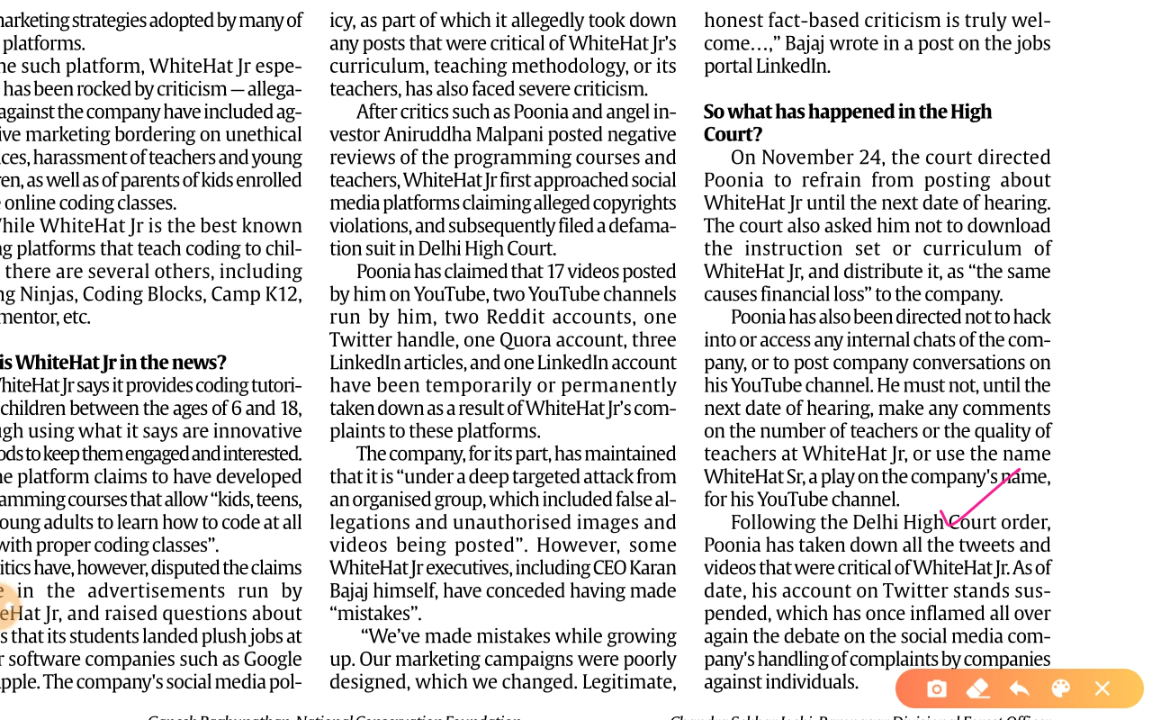 marketing strategies adopted by many of
platforms.
ne such platform, WhiteHat Jr espe-
has been rocked by criticism — allega-
against the company have included ag-
ive marketing bordering on unethical
ices, harassment of teachers and young
ren, as well as of parents of kids enrolled
online coding classes.
hile WhiteHat Jr is the best known
ng platforms that teach coding to chil-
there are several others, including
ng Ninjas, Coding Blocks, Camp K12,
mentor, etc.
is WhiteHat Jr in the news?
hiteHat Jr says it provides coding tutori-
children between the ages of 6 and 18,
ugh using what it says are innovative
ods to keep them engaged and interested.
ne platform claims to have developed
amming courses that allow “kids, teens,
oung adults to learn how to code at all
with proper coding classes”.
itics have, however, disputed the claims
in the advertisements run by
eHat Jr, and raised questions about
s that its students landed plush jobs at
r software companies such as Google
pple. The company's social media pol-
icy, as part of which it allegedly took down
any posts that were critical of WhiteHat Jr’s
curriculum, teaching methodology, or its
teachers, has also faced severe criticism.
After critics such as Poonia and angel in-
vestor Aniruddha Malpani posted negative
reviews of the programming courses and
teachers, WhiteHat Jr first approached social
media platforms claiming alleged copyrights
violations, and subsequently filed a defama-
tion suit in Delhi High Court.
Poonia has claimed that 17 videos posted
by him on YouTube, two YouTube channels
run by him, two Reddit accounts, one
Twitter handle, one Quora account, three
LinkedIn articles, and one LinkedIn account
have been temporarily or permanently
taken down as a result of WhiteHat Jr’s com-
plaints to these platforms.
The company, for its part, has maintained
that it is “under a deep targeted attack from
an organised group, which included false al-
legations and unauthorised images and
videos being posted”. However, some
WhiteHat Jr executives, including CEO Karan
Bajaj himself, have conceded having made
“mistakes”.
“We’ve made mistakes while growing
up. Our marketing campaigns were poorly
designed, which we changed. Legitimate,
honest fact-based criticism is truly wel-
come…,” Bajaj wrote in a post on the jobs
portal LinkedIn.
So what has happened in the High
Court?
On November 24, the court directed
Poonia to refrain from posting about
WhiteHat Jr until the next date of hearing.
The court also asked him not to download
the instruction set or curriculum of
WhiteHat Jr, and distribute it, as “the same
causes financial loss” to the company.
Poonia has also been directed not to hack
into or access any internal chats of the com-
pany, or to post company conversations on
his YouTube channel. He must not, until the
next date of hearing, make any comments
on the number of teachers or the quality of
teachers at WhiteHat Jr, or use the name
WhiteHat Sr, a play on the company's name,
for his YouTube channel.
Following the Delhi High Court order,
Poonia has taken down all the tweets and
videos that were critical of WhiteHat Jr. As of
date, his account on Twitter stands sus-
pended, which has once inflamed all over
again the debate on the social media com-
pany's handling of complaints by companies
against individuals.